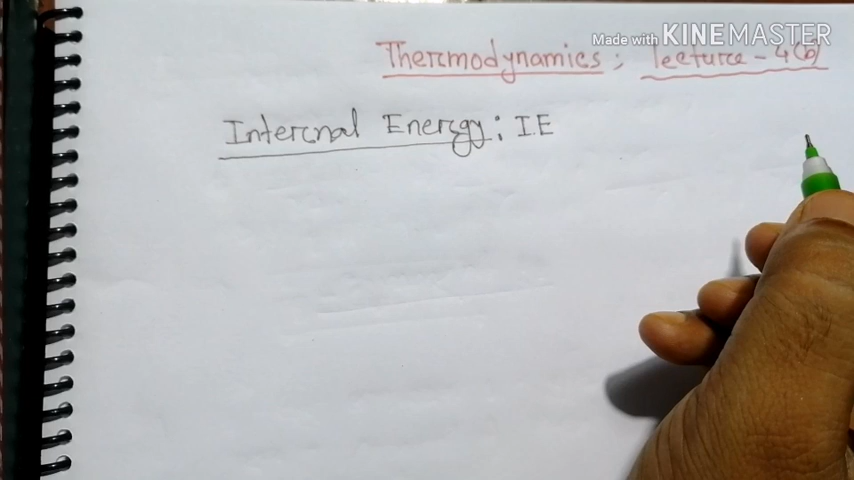 Made with KINEMASTER
Thermodynamics; lecture - 4(b)
Internal Energy: I.E